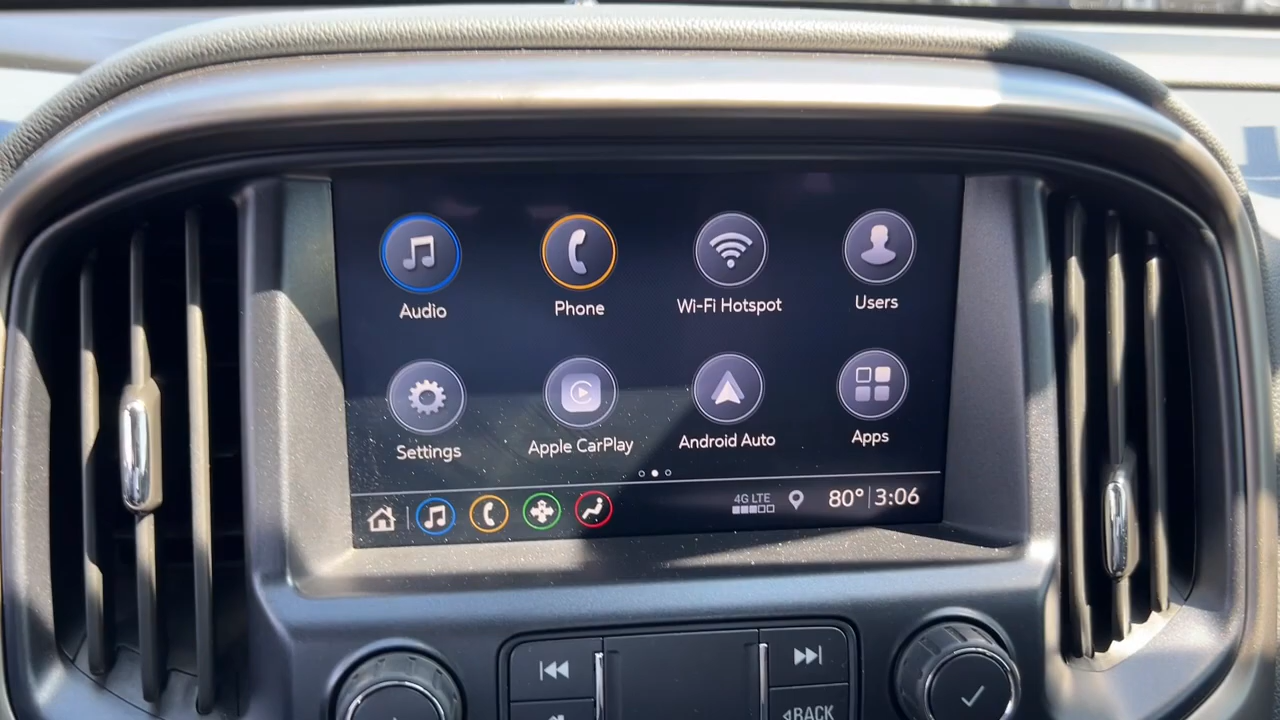 Audio
Phone
Wi-Fi Hotspot
Users
Settings
Apple CarPlay
Android Auto
Apps
4G LTE
80°
3:06
BACK